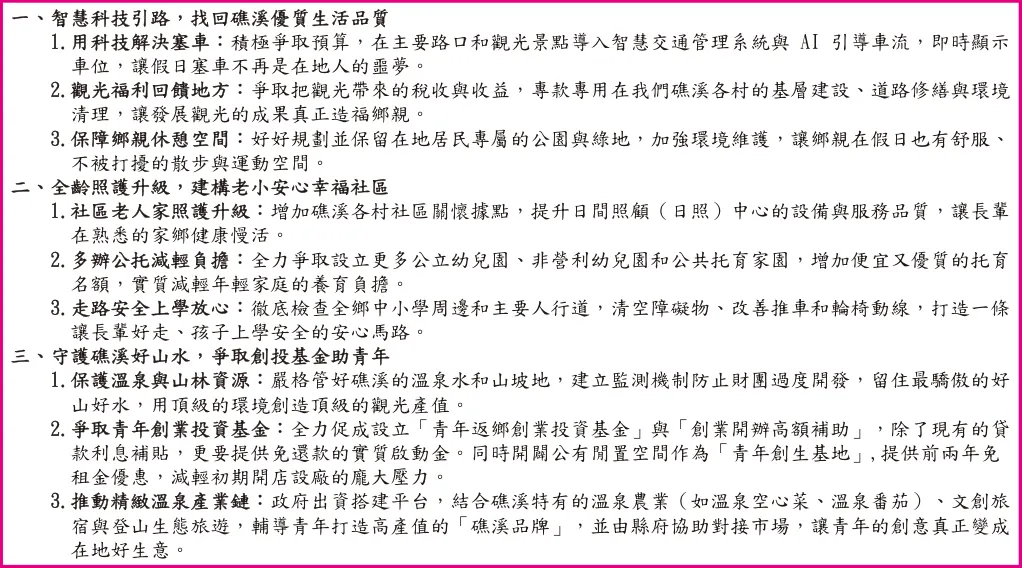 一、智慧科技引路，找回礁溪優質生活品質
1.用科技解決塞車：積極爭取預算，在主要路口和觀光景點導入智慧交通管理系統與 AI 引導車流，即時顯示
車位，讓假日塞車不再是在地人的噩夢。
2.觀光福利回饋地方：爭取把觀光帶來的稅收與收益，專款專用在我們礁溪各村的基層建設、道路修繕與環境
清理，讓發展觀光的成果真正造福鄉親。
3.保障鄉親休憩空間：好好規劃並保留在地居民專屬的公園與綠地，加強環境維護，讓鄉親在假日也有舒服、
不被打擾的散步與運動空間。
二、全齡照護升級，建構老小安心幸福社區
1.社區老人家照護升級：增加礁溪各村社區關懷據點，提升日間照顧（日照）中心的設備與服務品質，讓長輩
在熟悉的家鄉健康慢活。
2.多辦公托減輕負擔：全力爭取設立更多公立幼兒園、非營利幼兒園和公共托育家園，增加便宜又優質的托育
名額，實質減輕年輕家庭的養育負擔。
3.走路安全上學放心：徹底檢查全鄉中小學周邊和主要人行道，清空障礙物、改善推車和輪椅動線，打造一條
讓長輩好走、孩子上學安全的安心馬路。
三、守護礁溪好山水，爭取創投基金助青年
1.保護溫泉與山林資源：嚴格管好礁溪的溫泉水和山坡地，建立監測機制防止財團過度開發，留住最驕傲的好
山好水，用頂級的環境創造頂級的觀光產值。
2.爭取青年創業投資基金：全力促成設立「青年返鄉創業投資基金」與「創業開辦高額補助」，除了現有的貸
款利息補貼，更要提供免還款的實質啟動金。同時開闢公有閒置空間作為「青年創生基地」,提供前兩年免
租金優惠，減輕初期開店設廠的龐大壓力。
3.推動精緻溫泉產業鏈：政府出資搭建平台，結合礁溪特有的溫泉農業（如溫泉空心菜、溫泉番茄）、文創旅
宿與登山生態旅遊，輔導青年打造高產值的「礁溪品牌」，並由縣府協助對接市場，讓青年的創意真正變成
在地好生意。